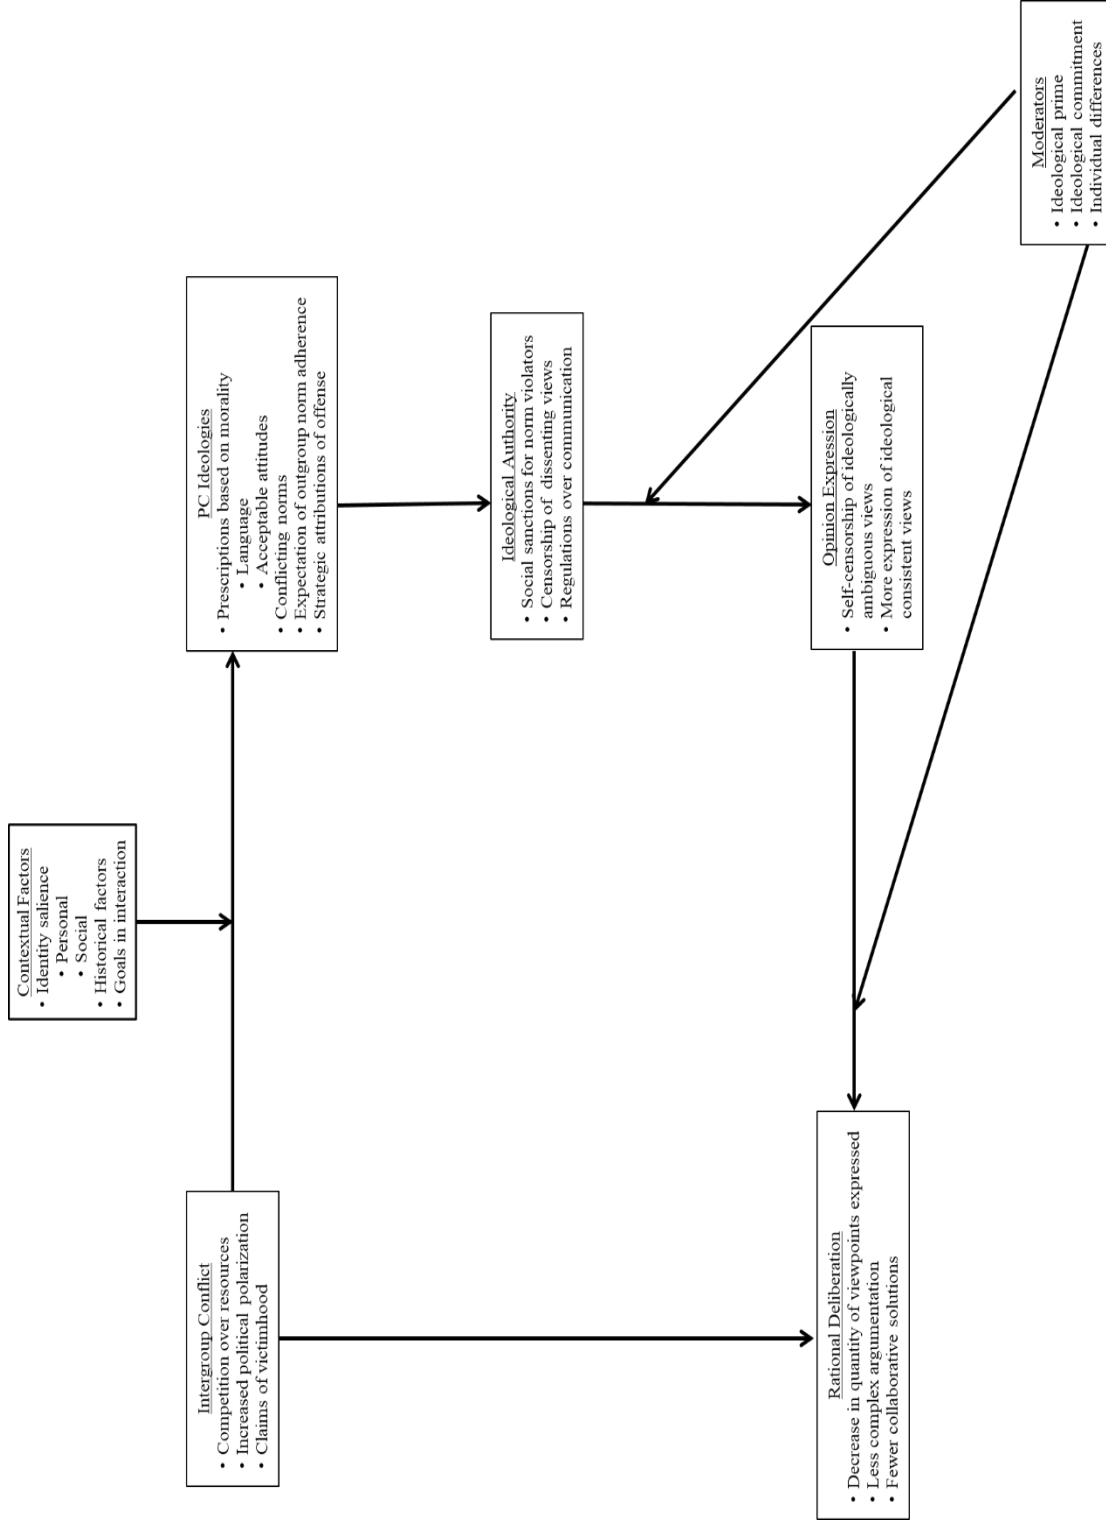 Contextual Factors
• Identity salience
• Personal
• Social
• Historical factors
• Goals in interaction
Intergroup Conflict
• Competition over resources
• Increased political polarization
• Claims of victimhood
PC Ideologies
• Prescriptions based on morality
• Language
• Acceptable attitudes
• Conflicting norms
• Expectation of outgroup norm adherence
• Strategic attributions of offense
Ideological Authority
• Social sanctions for norm violators
• Censorship of dissenting views
• Regulations over communication
Rational Deliberation
• Decrease in quantity of viewpoints expressed
• Less complex argumentation
• Fewer collaborative solutions
Opinion Expression
• Self-censorship of ideologically
ambiguous views
• More expression of ideological
consistent views
Moderators
• Ideological prime
• Ideological commitment
• Individual differences